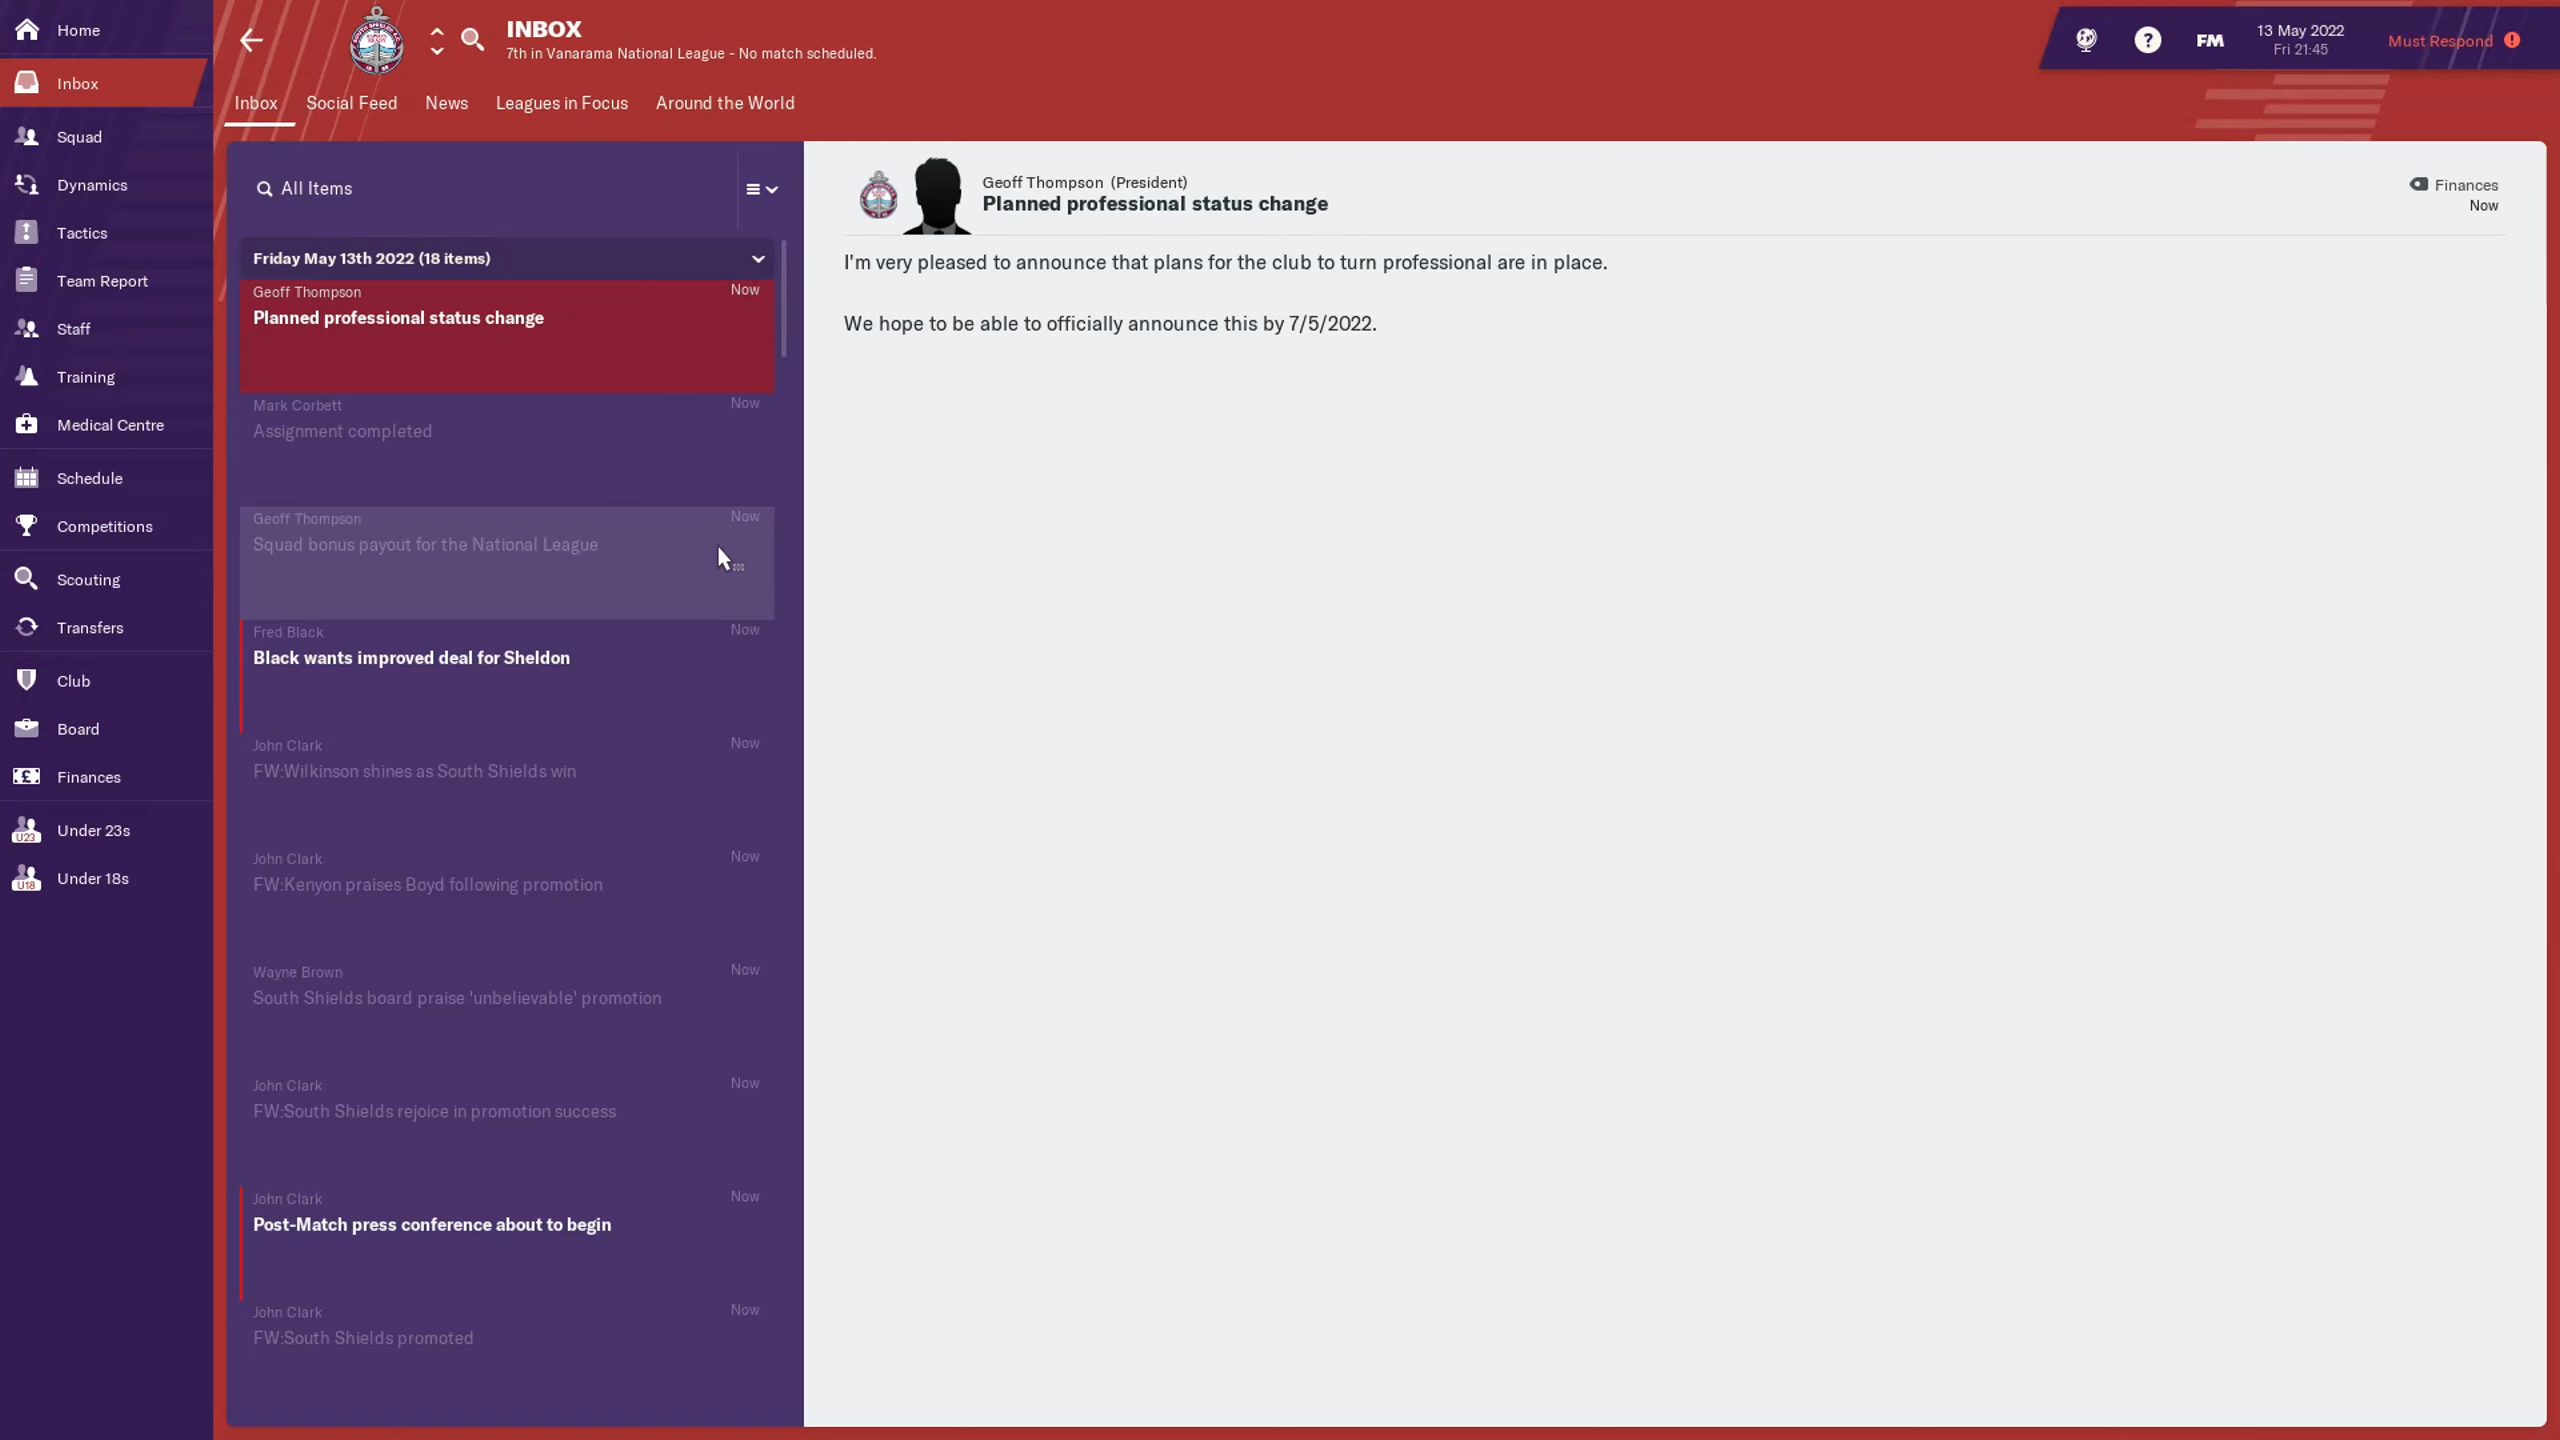 Home
Inbox
Squad
Dynamics
Tactics
Team Report
Staff
Training
Medical Centre
Schedule
Competitions
Scouting
Transfers
Club
Board
Finances
U23
Under 23s
U18
Under 18s
INBOX
7th in Vanarama National League - No match scheduled.
FM
13 May 2022
Fri 21:45
Must Respond
Inbox
Social Feed
News
Leagues in Focus
Around the World
All Items
Friday May 13th 2022 (18 items)
Geoff Thompson
Now
Planned professional status change
Mark Corbett
Now
Assignment completed
Geoff Thompson
Now
Squad bonus payout for the National League
Fred Black
Now
Black wants improved deal for Sheldon
John Clark
Now
FW:Wilkinson shines as South Shields win
John Clark
Now
FW:Kenyon praises Boyd following promotion
Wayne Brown
Now
South Shields board praise 'unbelievable' promotion
John Clark
Now
FW:South Shields rejoice in promotion success
John Clark
Now
Post-Match press conference about to begin
John Clark
Now
FW:South Shields promoted
Geoff Thompson (President)
Planned professional status change
Finances
Now
I'm very pleased to announce that plans for the club to turn professional are in place.
We hope to be able to officially announce this by 7/5/2022.